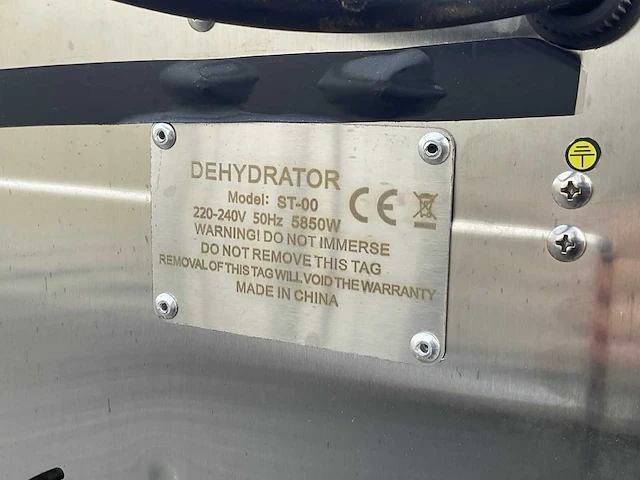 DEHYDRATOR
Model: ST-00
220-240V 50Hz 5850W
CE
WARNING! DO NOT IMMERSE
DO NOT REMOVE THIS TAG
REMOVAL OF THIS TAG WILL VOID THE WARRANTY
MADE IN CHINA